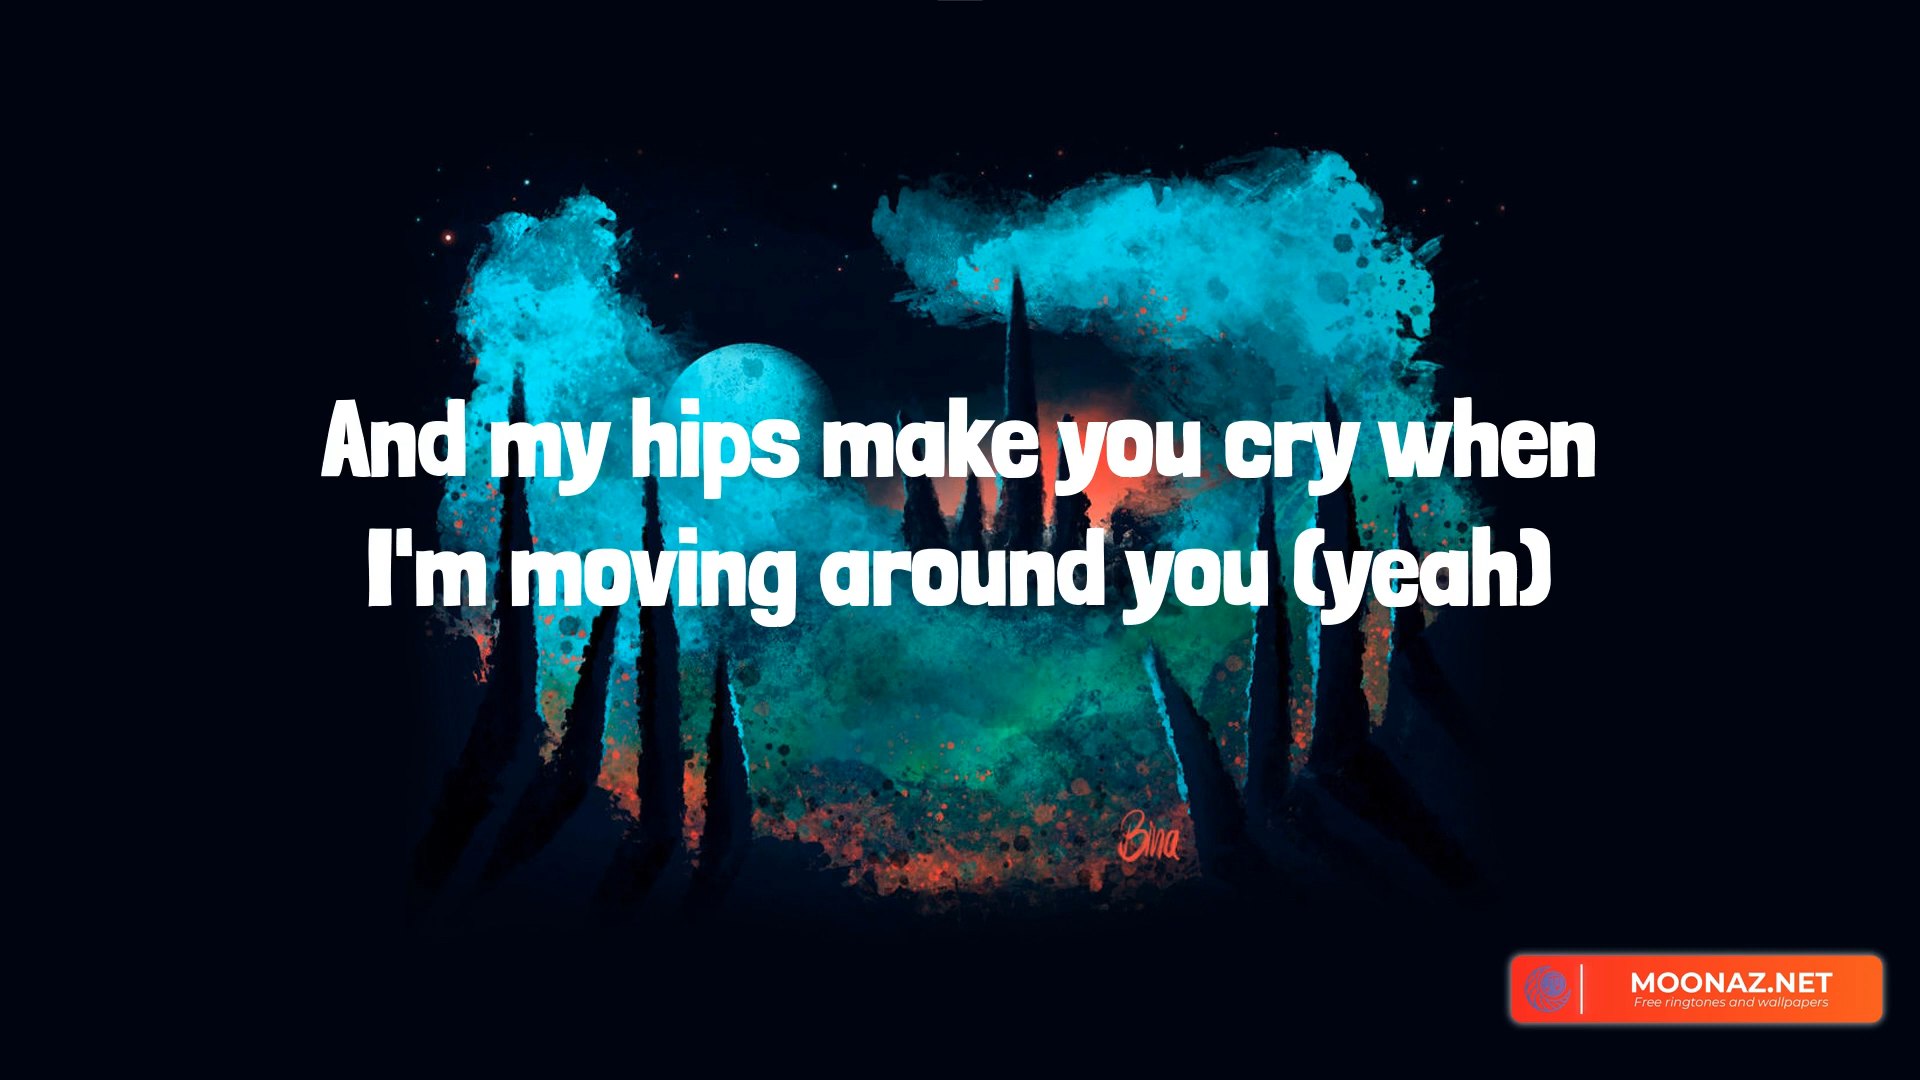 And my hips make you cry when
I'm moving around you (yeah)
Bina
MOONAZ.NET
Free ringtones and wallpapers